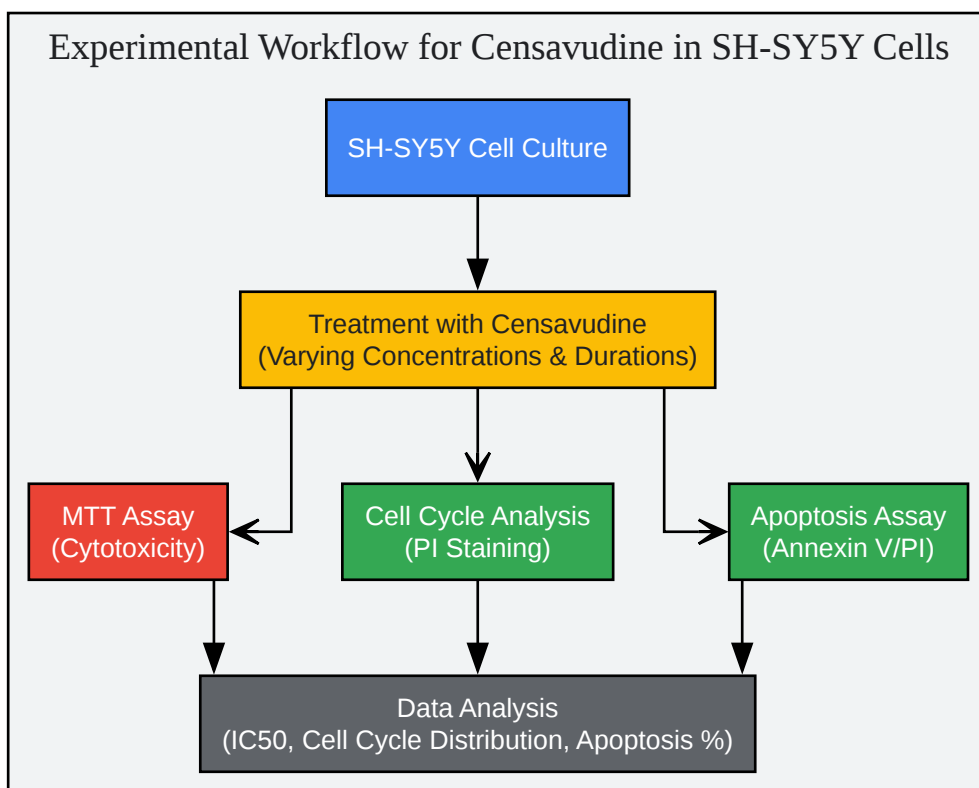 Experimental Workflow for Censavudine in SH-SY5Y Cells
SH-SY5Y Cell Culture
Treatment with Censavudine
(Varying Concentrations & Durations)
MTT Assay
(Cytotoxicity)
Cell Cycle Analysis
(PI Staining)
Apoptosis Assay
(Annexin V/PI)
Data Analysis
(IC50, Cell Cycle Distribution, Apoptosis %)